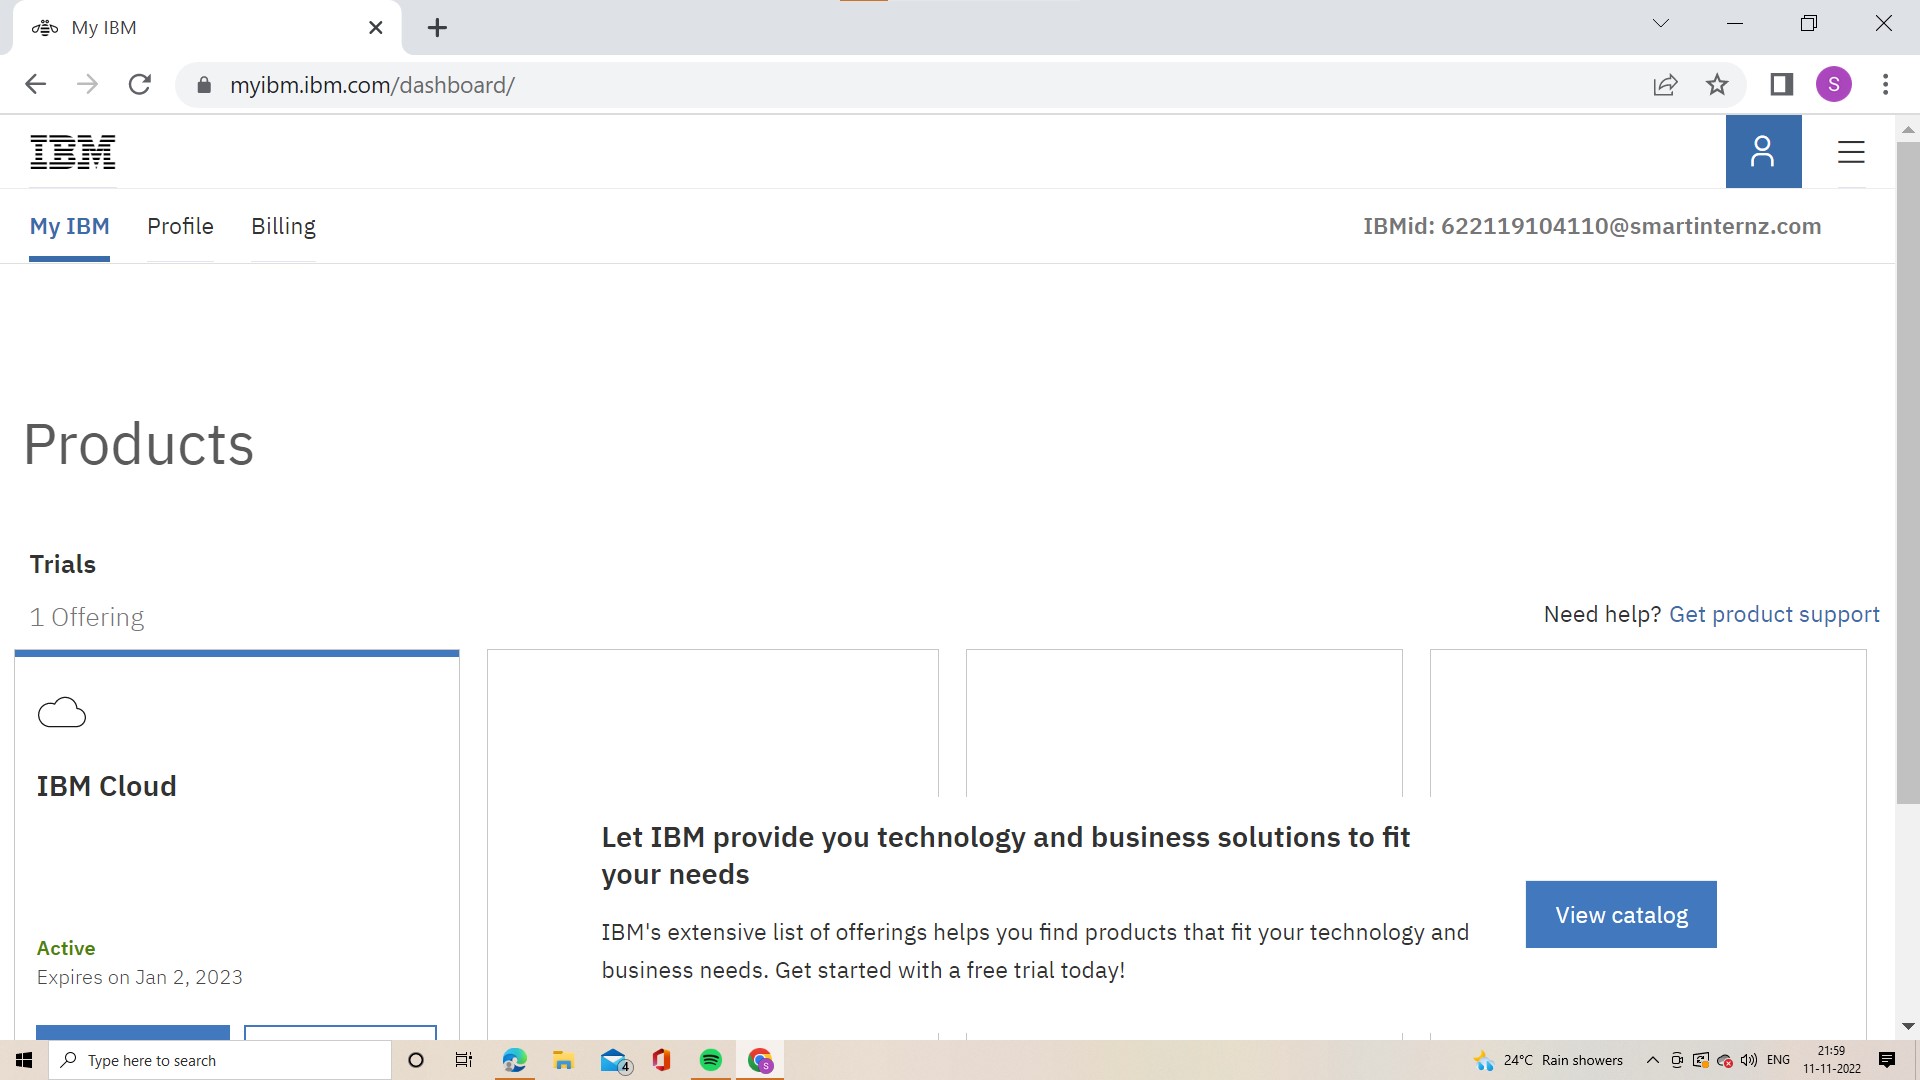 My IBM
myibm.ibm.com/dashboard/
S
IBM
My IBM Profile Billing IBMid: 622119104110@smartinternz.com
Products
Trials
1 Offering
Need help? Get product support
IBM Cloud
Let IBM provide you technology and business solutions to fit
your needs
IBM's extensive list of offerings helps you find products that fit your technology and
business needs. Get started with a free trial today!
View catalog
Active
Expires on Jan 2, 2023
Type here to search
4
S
24°C Rain showers
ENG
21:59
11-11-2022